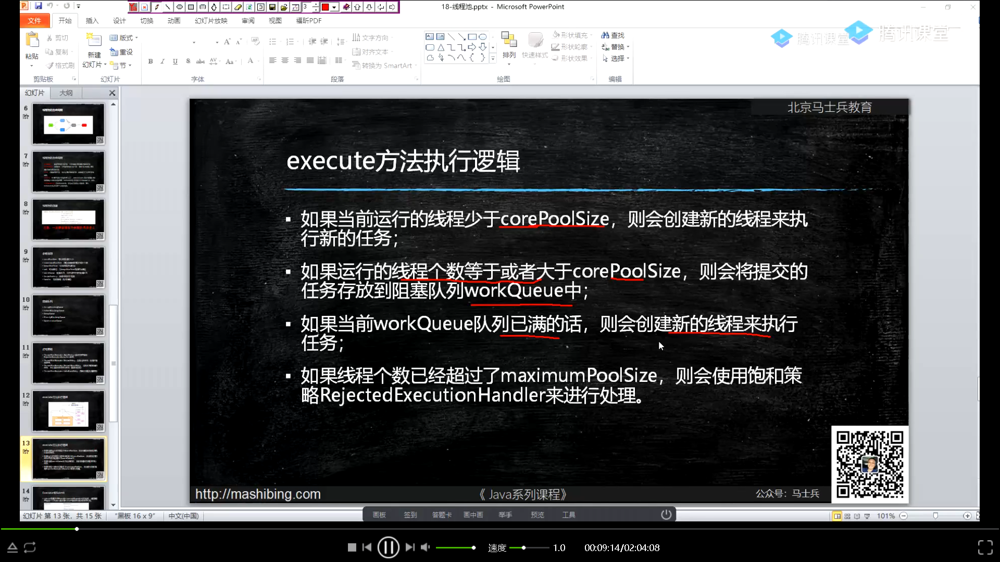 18-线程池.pptx - Microsoft PowerPoint
文件 开始 插入 设计 切换 动画 幻灯片放映 审阅 视图 福昕PDF
腾讯课堂 腾讯课堂
粘贴 剪切 复制 格式刷
剪贴板
新建
幻灯片 版式 重设 节
幻灯片
B I U S abc AV Aa A
字体
文字方向
对齐文本
转换为 SmartArt
段落
排列 快速样式
形状填充
形状轮廓
形状效果
绘图
查找
替换
选择
编辑
幻灯片 大纲
6
7
8
9
10
11
12
execute方法执行逻辑
13
14
北京马士兵教育
execute方法执行逻辑
▪ 如果当前运行的线程少于corePoolSize，则会创建新的线程来执
行新的任务；
▪ 如果运行的线程个数等于或者大于corePoolSize，则会将提交的
任务存放到阻塞队列workQueue中；
▪ 如果当前workQueue队列已满的话，则会创建新的线程来执行
任务；
▪ 如果线程个数已经超过了maximumPoolSize，则会使用饱和策
略RejectedExecutionHandler来进行处理。
http://mashibing.com
《 Java系列课程》
公众号：马士兵
幻灯片 第 13 张，共 15 张 "黑板 16 x 9" 中文(中国)
画板 签到 答题卡 画中画 举手 预览 工具
101%
速度 1.0 00:09:14/02:04:08